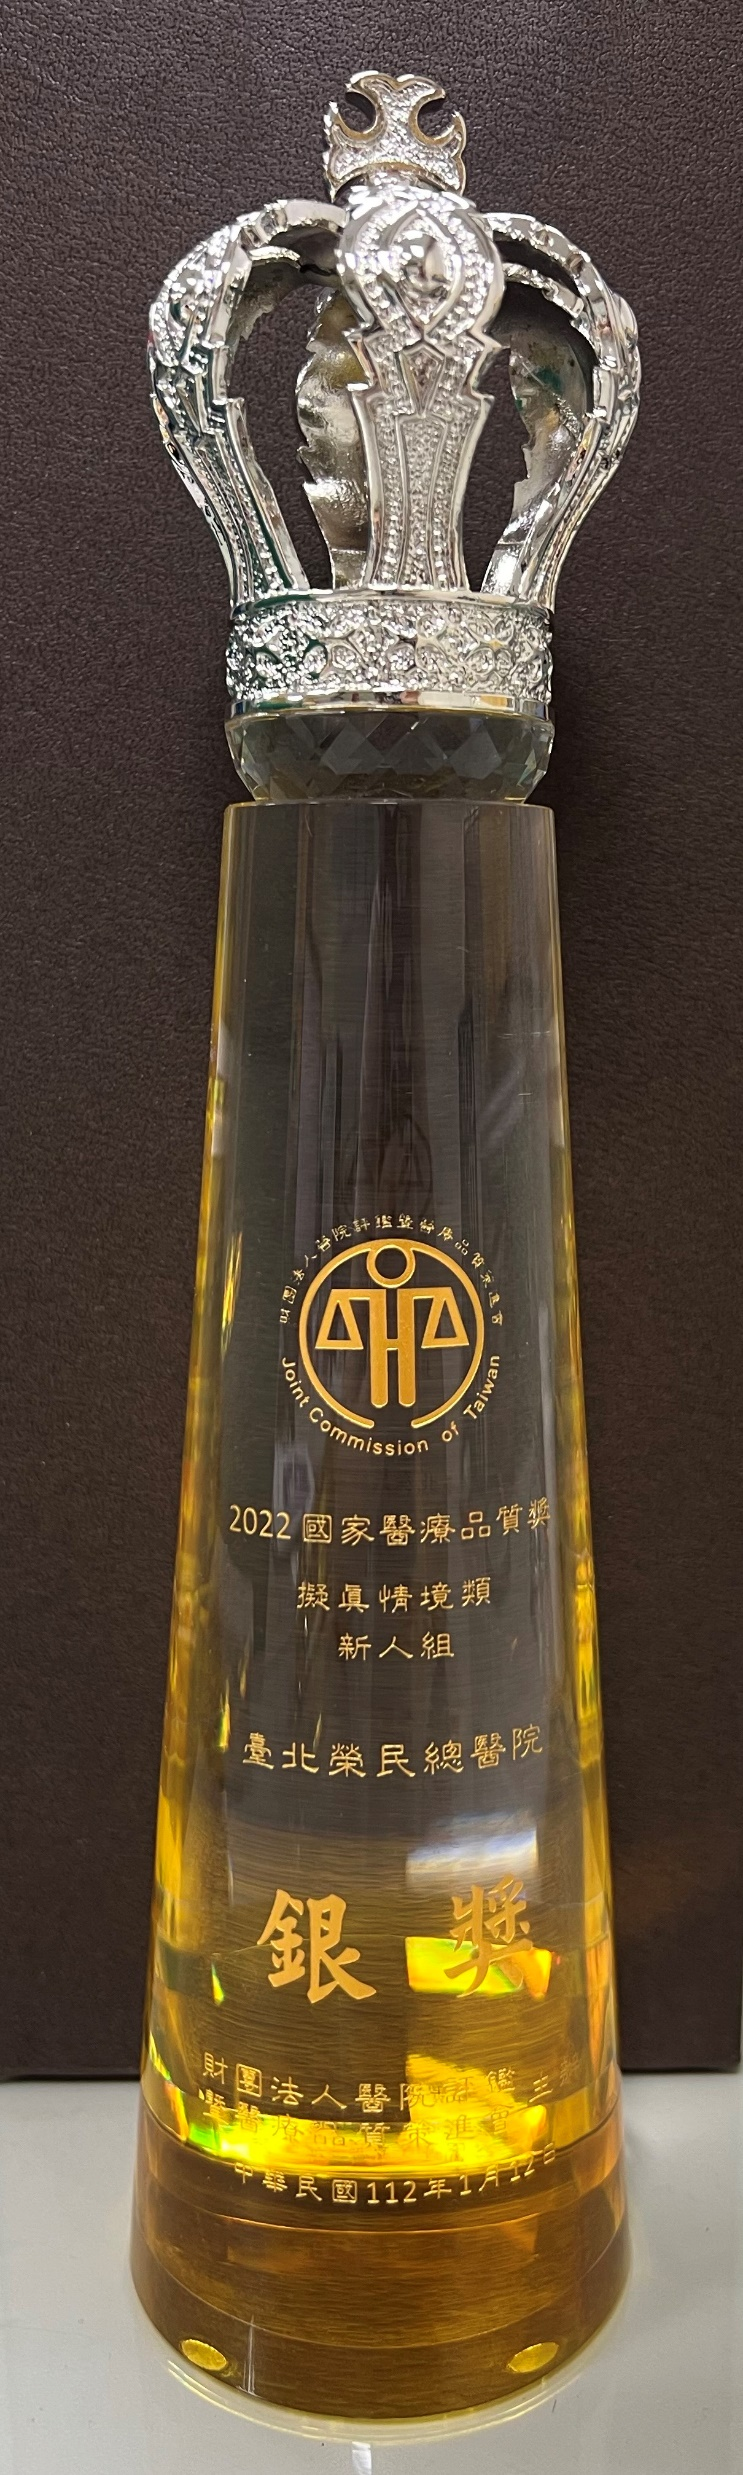 財團法人醫院評鑑暨醫療品質策進會
Joint Commission of Taiwan
2022 國家醫療品質獎
擬真情境類
新人組
臺北榮民總醫院
銀獎
財團法人醫院評鑑 主辦
暨醫療品質策進會
中華民國112年1月12日